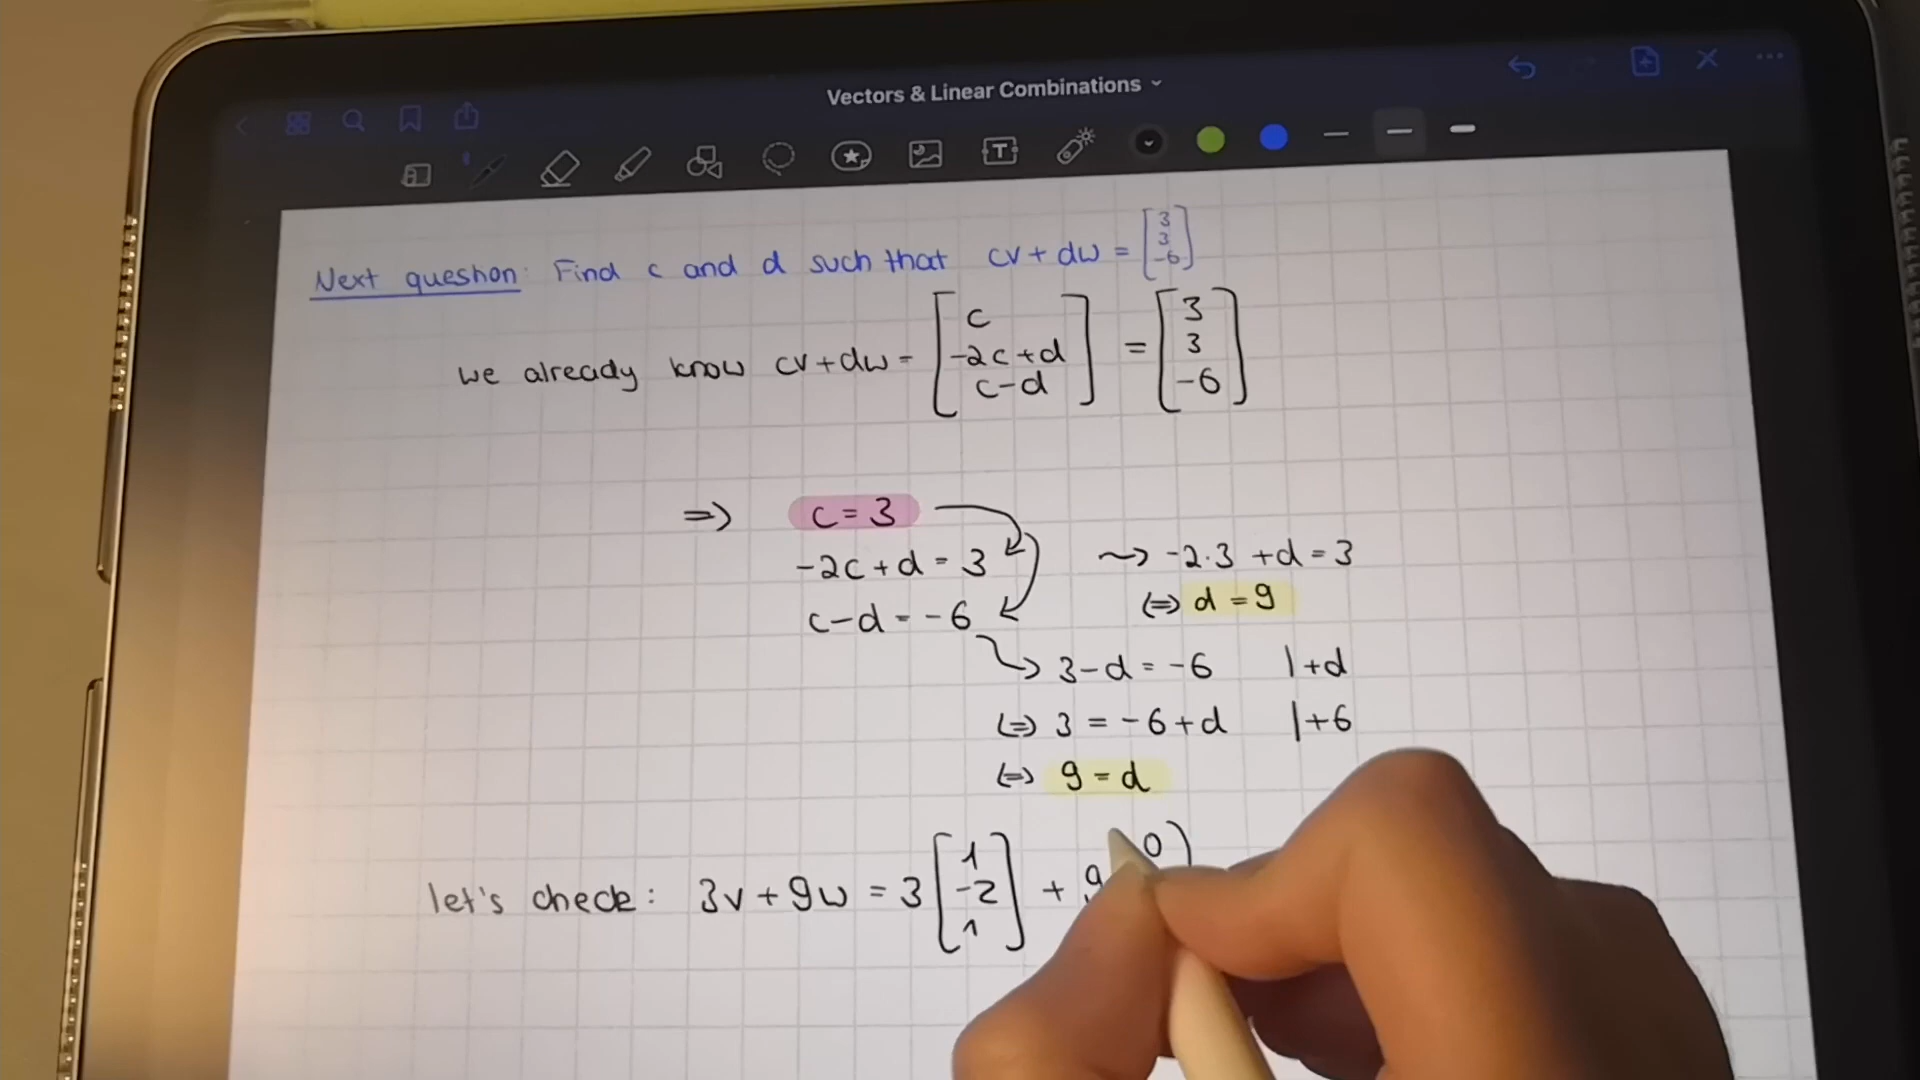 Vectors & Linear Combinations
Next question: Find c and d such that cv + dw = [3 3 -6]
we already know cv + dw = [c -2c+d c-d] = [3 3 -6]
=> c = 3
-2c + d = 3 ⤳ -2·3 + d = 3
c - d = -6 (=) d = 9
→ 3 - d = -6 | +d
(=) 3 = -6 + d | +6
(=) 9 = d
let's check: 3v + 9w = 3 [1 -2 1] + 9 0